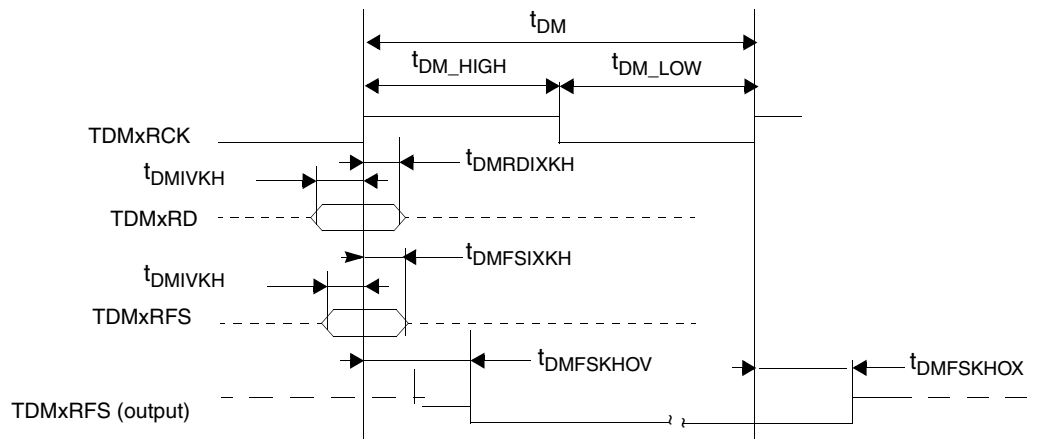 tDM
tDM_HIGH
tDM_LOW
TDMxRCK
tDMIVKH
tDMRDIXKH
TDMxRD
tDMIVKH
tDMFSIXKH
TDMxRFS
tDMFSKHOV
tDMFSKHOX
TDMxRFS (output)